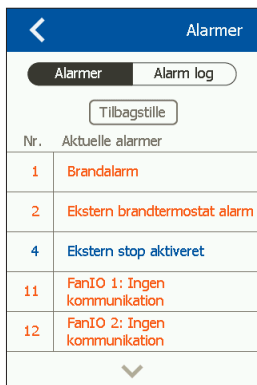 Alarmer
Alarmer
Alarm log
Tilbagstille
Nr.
Aktuelle alarmer
1
Brandalarm
2
Ekstern brandtermostat alarm
4
Ekstern stop aktiveret
11
FanIO 1: Ingen
kommunikation
12
FanIO 2: Ingen
kommunikation